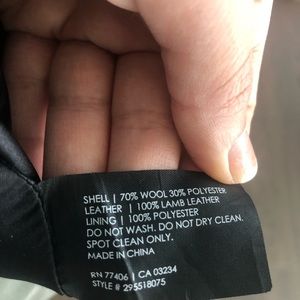 SHELL | 70% WOOL 30% POLYESTER
LEATHER | 100% LAMB LEATHER
LINING | 100% POLYESTER
DO NOT WASH. DO NOT DRY CLEAN.
SPOT CLEAN ONLY.
MADE IN CHINA
RN 77406 | CA 03234
STYLE # 295518075